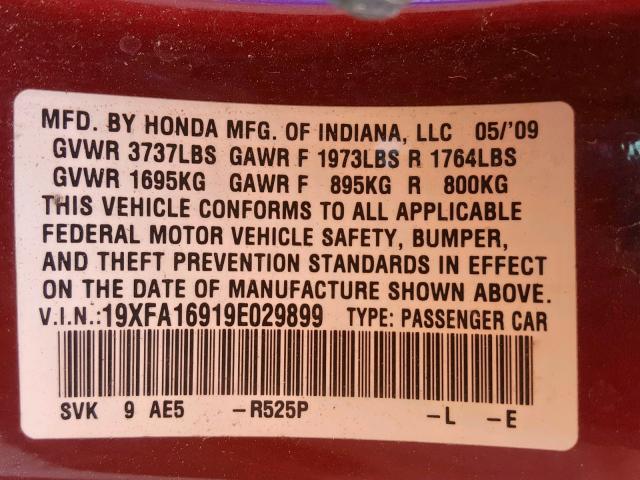 MFD. BY HONDA MFG. OF INDIANA, LLC 05/'09
GVWR 3737LBS GAWR F 1973LBS R 1764LBS
GVWR 1695KG GAWR F 895KG R 800KG
THIS VEHICLE CONFORMS TO ALL APPLICABLE
FEDERAL MOTOR VEHICLE SAFETY, BUMPER,
AND THEFT PREVENTION STANDARDS IN EFFECT
ON THE DATE OF MANUFACTURE SHOWN ABOVE.
V.I.N.:19XFA16919E029899 TYPE: PASSENGER CAR
SVK 9 AE5 -R525P -L -E